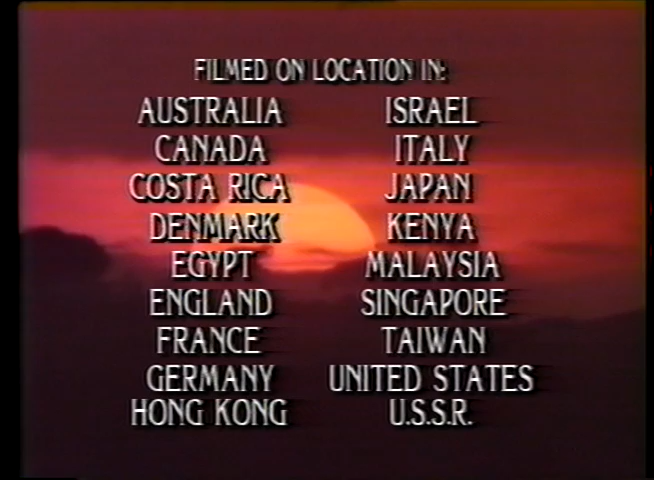 FILMED ON LOCATION IN:
AUSTRALIA
CANADA
COSTA RICA
DENMARK
EGYPT
ENGLAND
FRANCE
GERMANY
HONG KONG
ISRAEL
ITALY
JAPAN
KENYA
MALAYSIA
SINGAPORE
TAIWAN
UNITED STATES
U.S.S.R.